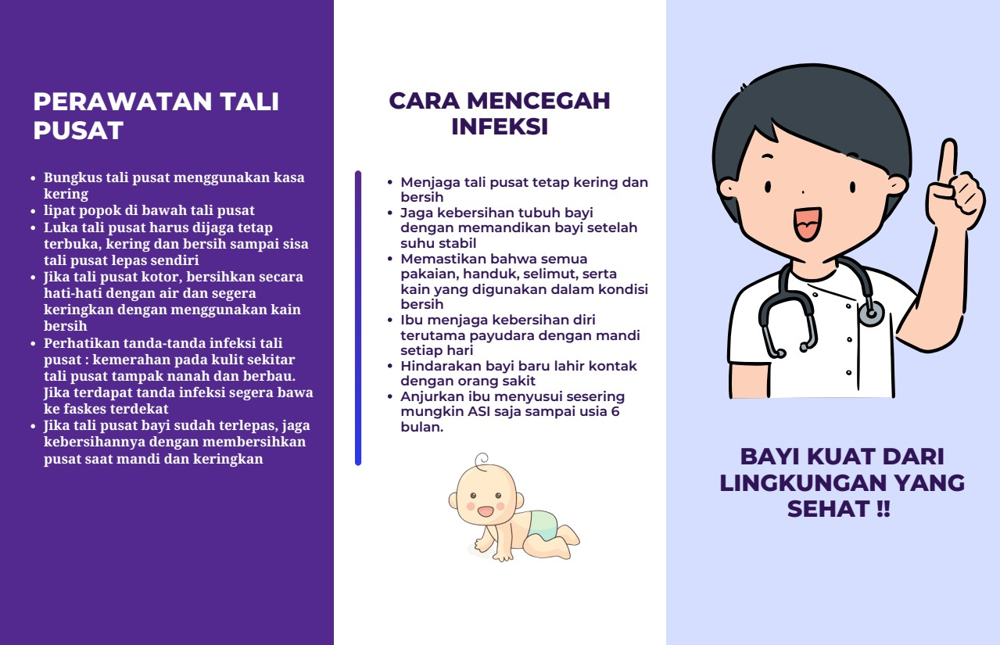 PERAWATAN TALI
PUSAT
• Bungkus tali pusat menggunakan kasa
kering
• lipat popok di bawah tali pusat
• Luka tali pusat harus dijaga tetap
terbuka, kering dan bersih sampai sisa
tali pusat lepas sendiri
• Jika tali pusat kotor, bersihkan secara
hati-hati dengan air dan segera
keringkan dengan menggunakan kain
bersih
• Perhatikan tanda-tanda infeksi tali
pusat : kemerahan pada kulit sekitar
tali pusat tampak nanah dan berbau.
Jika terdapat tanda infeksi segera bawa
ke faskes terdekat
• Jika tali pusat bayi sudah terlepas, jaga
kebersihannya dengan membersihkan
pusat saat mandi dan keringkan
CARA MENCEGAH
INFEKSI
• Menjaga tali pusat tetap kering dan
bersih
• Jaga kebersihan tubuh bayi
dengan memandikan bayi setelah
suhu stabil
• Memastikan bahwa semua
pakaian, handuk, selimut, serta
kain yang digunakan dalam kondisi
bersih
• Ibu menjaga kebersihan diri
terutama payudara dengan mandi
setiap hari
• Hindarakan bayi baru lahir kontak
dengan orang sakit
• Anjurkan ibu menyusui sesering
mungkin ASI saja sampai usia 6
bulan.
BAYI KUAT DARI
LINGKUNGAN YANG
SEHAT !!